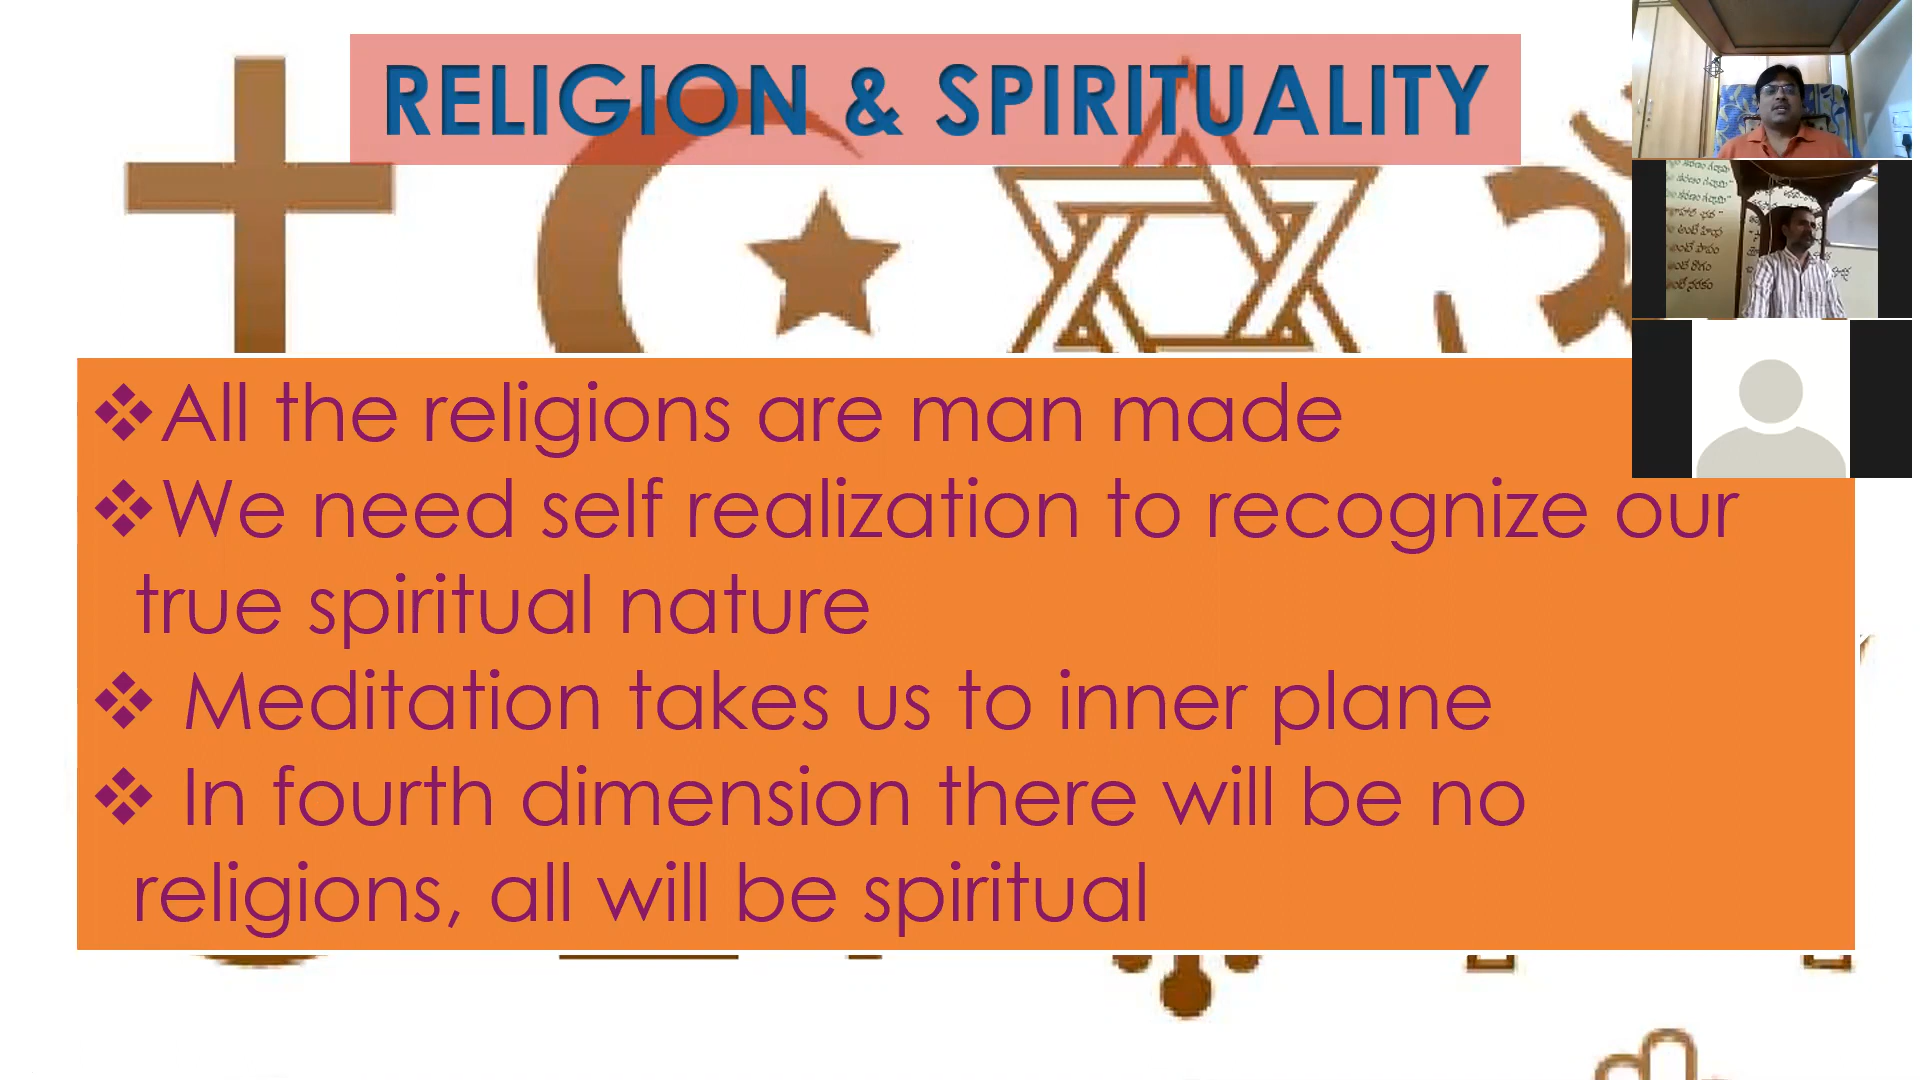 RELIGION & SPIRITUALITY
❖All the religions are man made
❖We need self realization to recognize our
true spiritual nature
❖ Meditation takes us to inner plane
❖ In fourth dimension there will be no
religions, all will be spiritual